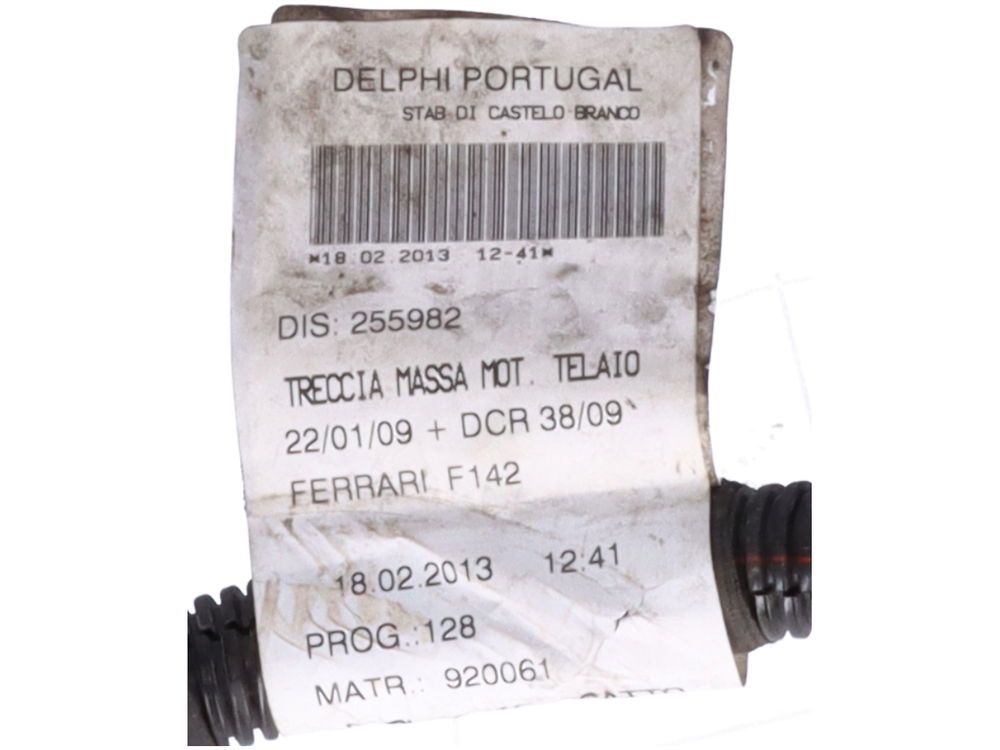 DELPHI PORTUGAL
STAB DI CASTELO BRANCO
*18.02.2013 12-41*
DIS: 255982
TRECCIA MASSA MOT. TELAIO
22/01/09 + DCR 38/09
FERRARI F142
18.02.2013 12:41
PROG.:128
MATR.: 920061